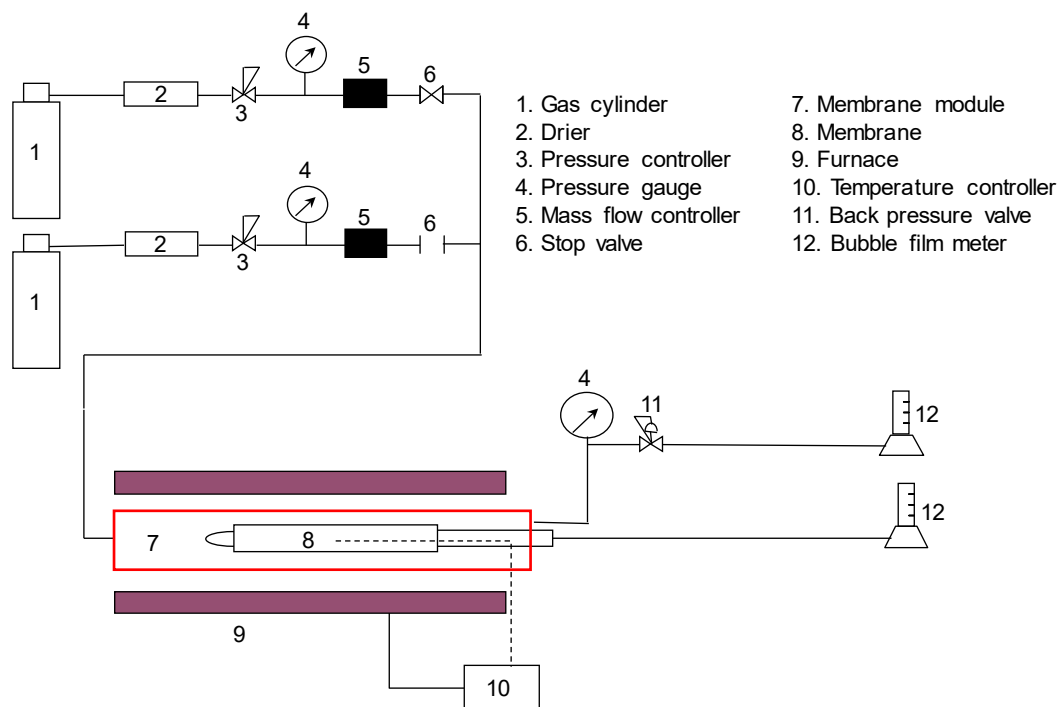 4
5
6
2
3
1
4
5
6
2
3
1
1. Gas cylinder
2. Drier
3. Pressure controller
4. Pressure gauge
5. Mass flow controller
6. Stop valve
7. Membrane module
8. Membrane
9. Furnace
10. Temperature controller
11. Back pressure valve
12. Bubble film meter
4
11
12
12
7
8
9
10